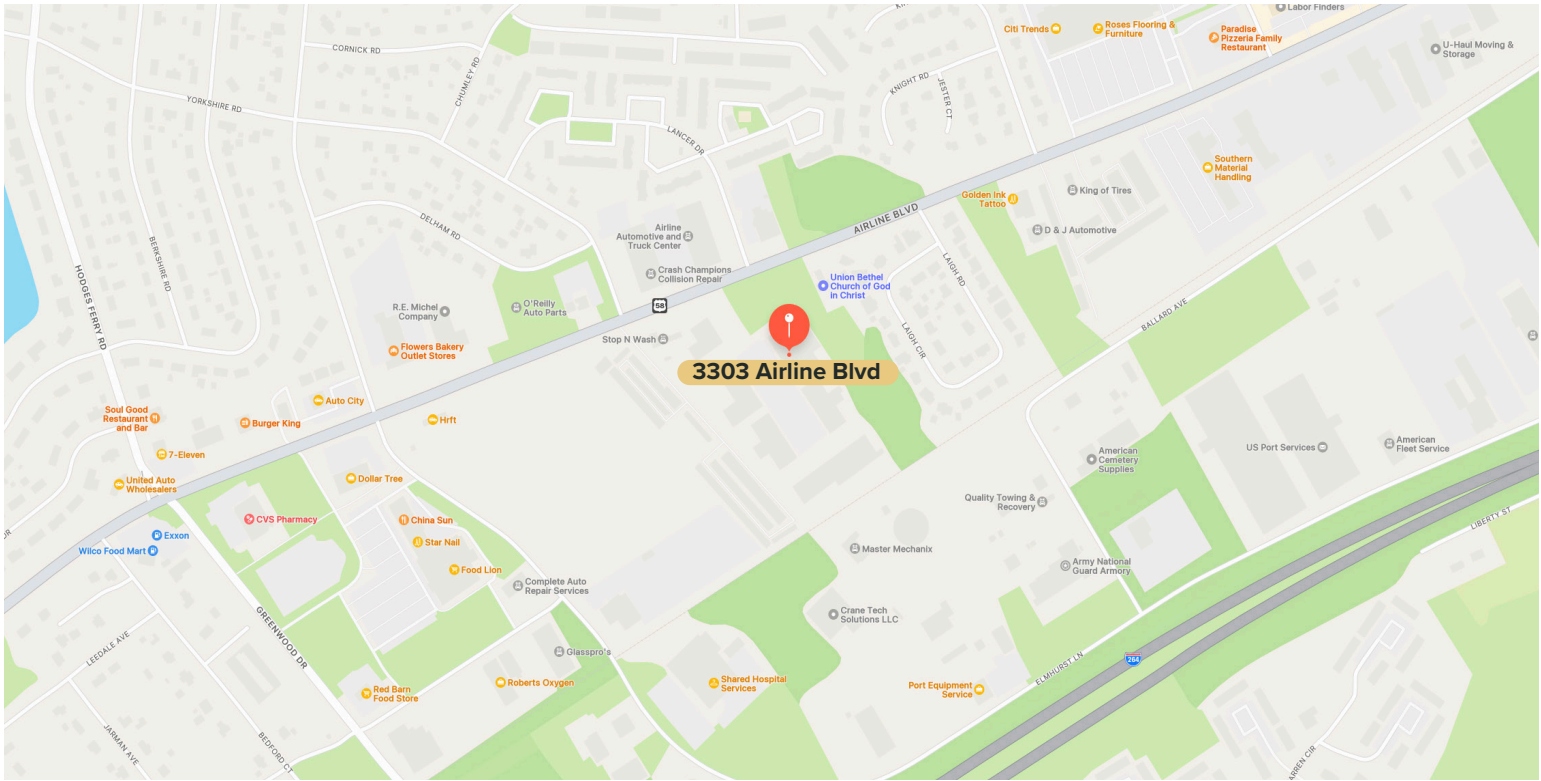 Labor Finders
Citi Trends
Roses Flooring &
Furniture
Paradise
Pizzeria Family
Restaurant
U-Haul Moving &
Storage
CORNICK RD
CHUMLEY RD
KNIGHT RD
JESTER CT
YORKSHIRE RD
LANCER DR
Southern
Material
Handling
King of Tires
Golden Ink
Tattoo
D & J Automotive
AIRLINE BLVD
DELHAM RD
Airline
Automotive and
Truck Center
BERKSHIRE RD
HODGES FERRY RD
Crash Champions
Collision Repair
Union Bethel
Church of God
in Christ
LAIGH RD
58
R.E. Michel
Company
O'Reilly
Auto Parts
BALLARD AVE
Stop N Wash
LAIGH CIR
Flowers Bakery
Outlet Stores
3303 Airline Blvd
Auto City
Soul Good
Restaurant
and Bar
Burger King
Hrft
7-Eleven
US Port Services
American
Fleet Service
American
Cemetery
Supplies
United Auto
Wholesalers
Dollar Tree
Quality Towing &
Recovery
CVS Pharmacy
China Sun
LIBERTY ST
Exxon
Wilco Food Mart
Star Nail
Master Mechanix
Food Lion
Army National
Guard Armory
Complete Auto
Repair Services
Crane Tech
Solutions LLC
GREENWOOD DR
LEEDALE AVE
Glasspro's
264
ELMHURST LN
Red Barn
Food Store
Roberts Oxygen
Shared Hospital
Services
Port Equipment
Service
JARMAN AVE
BEDFORD CT